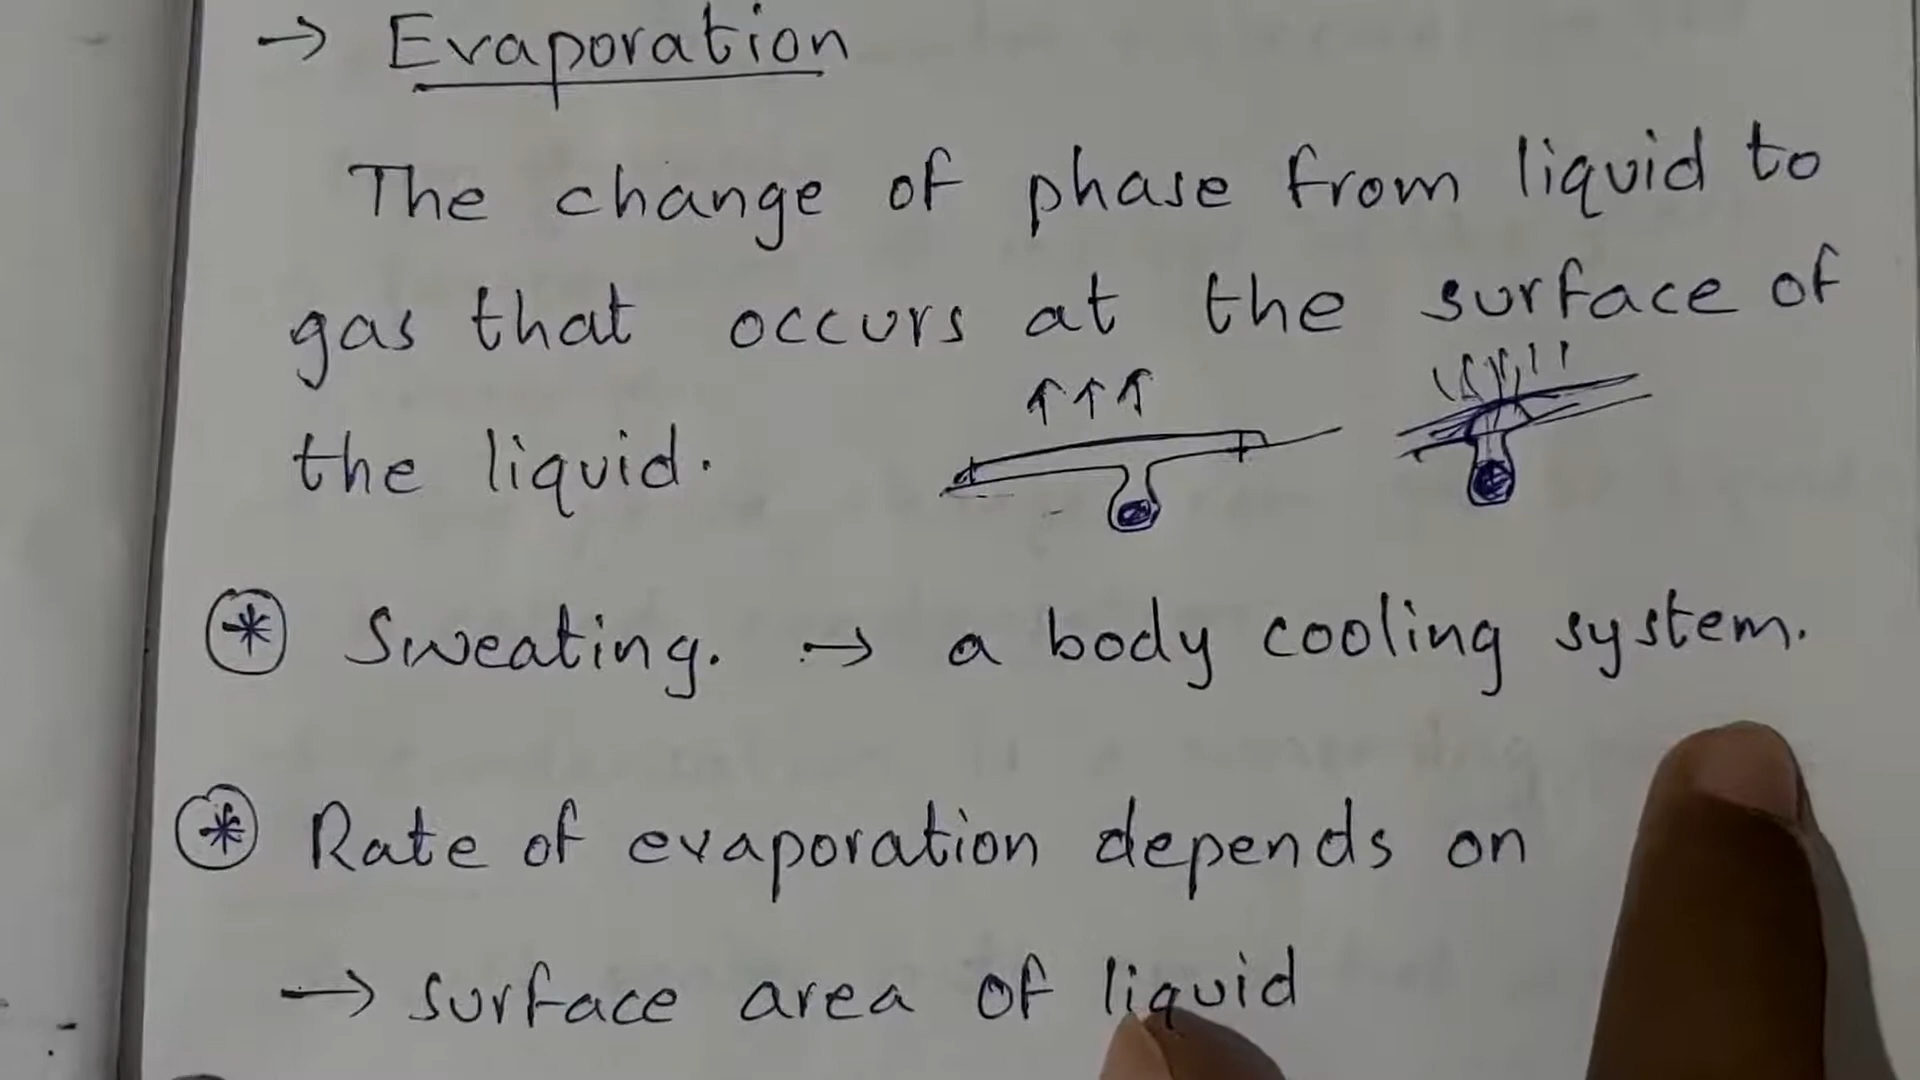 → Evaporation
The change of phase from liquid to
gas that occurs at the surface of
the liquid.
* Sweating. → a body cooling system.
* Rate of evaporation depends on
→ surface area of liquid